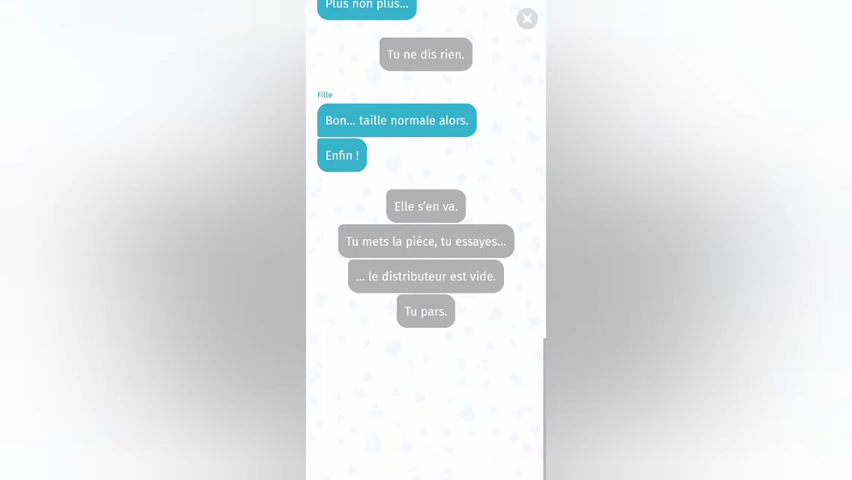 Plus non plus...
Tu ne dis rien.
Fille
Bon... taille normale alors.
Enfin !
Elle s’en va.
Tu mets la pièce, tu essayes...
... le distributeur est vide.
Tu pars.